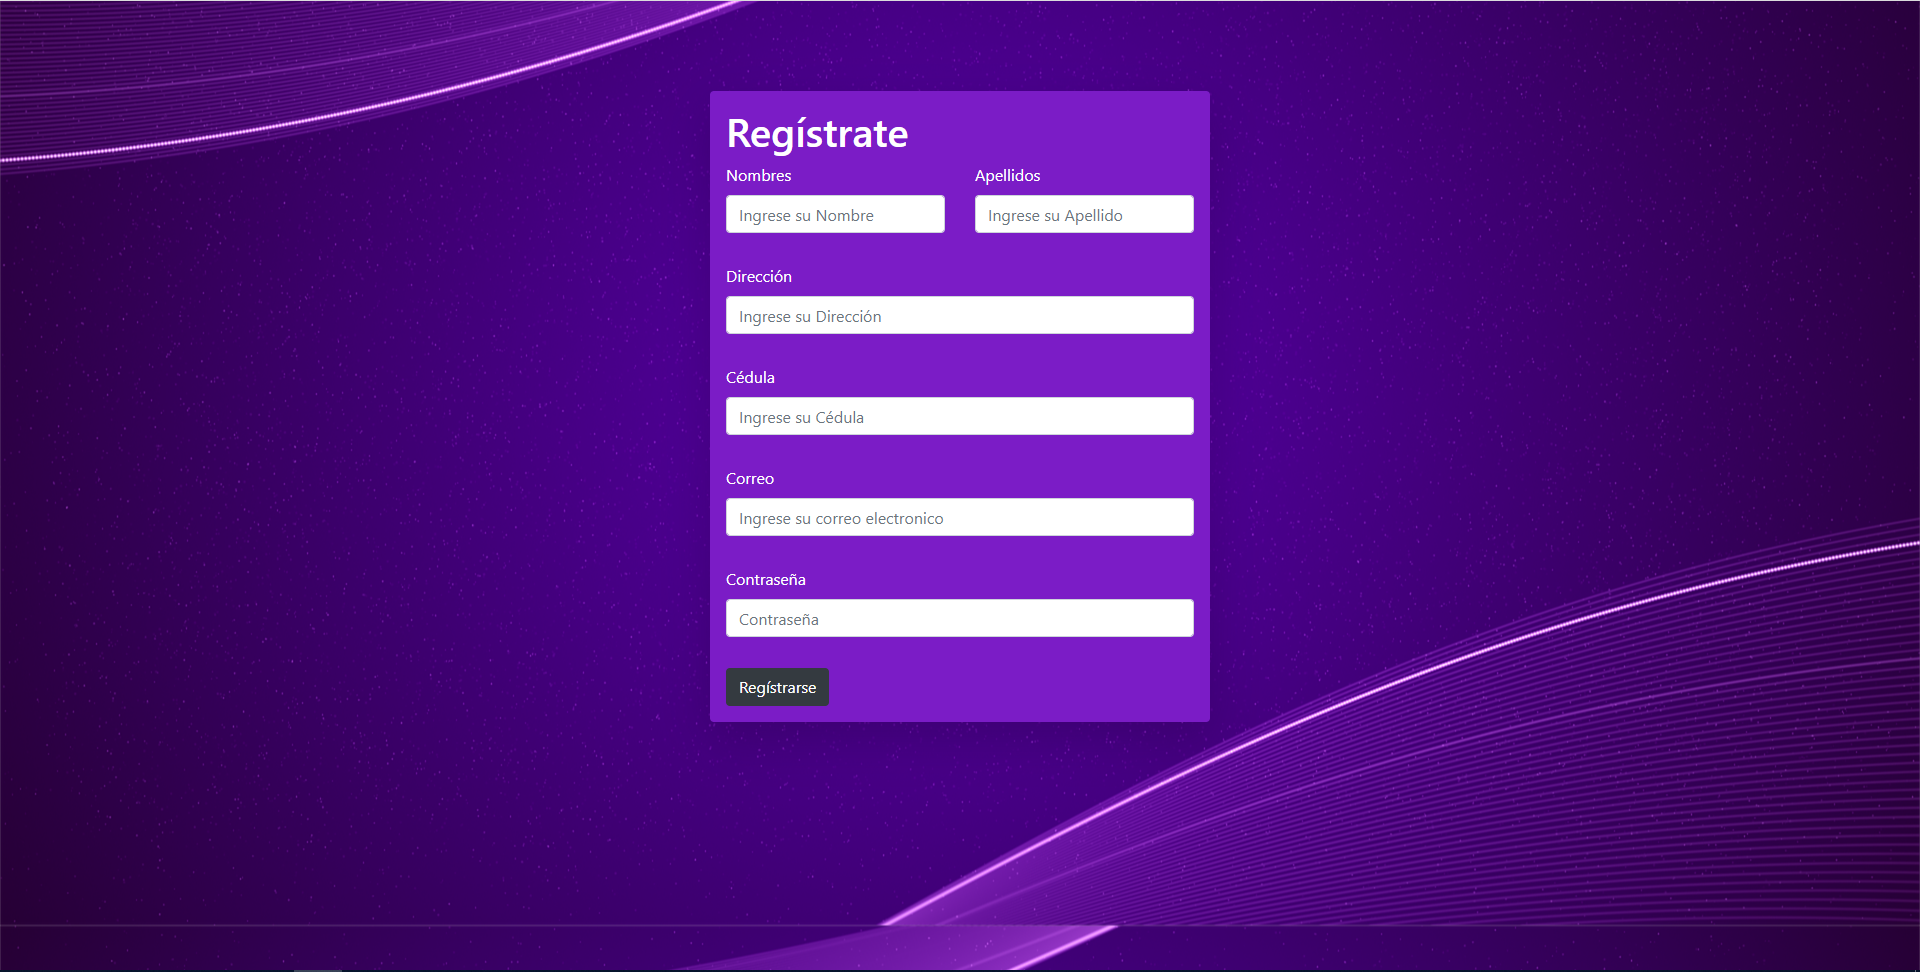 Regístrate
Nombres Apellidos
Ingrese su Nombre Ingrese su Apellido
Dirección
Ingrese su Dirección
Cédula
Ingrese su Cédula
Correo
Ingrese su correo electronico
Contraseña
Contraseña
Regístrarse